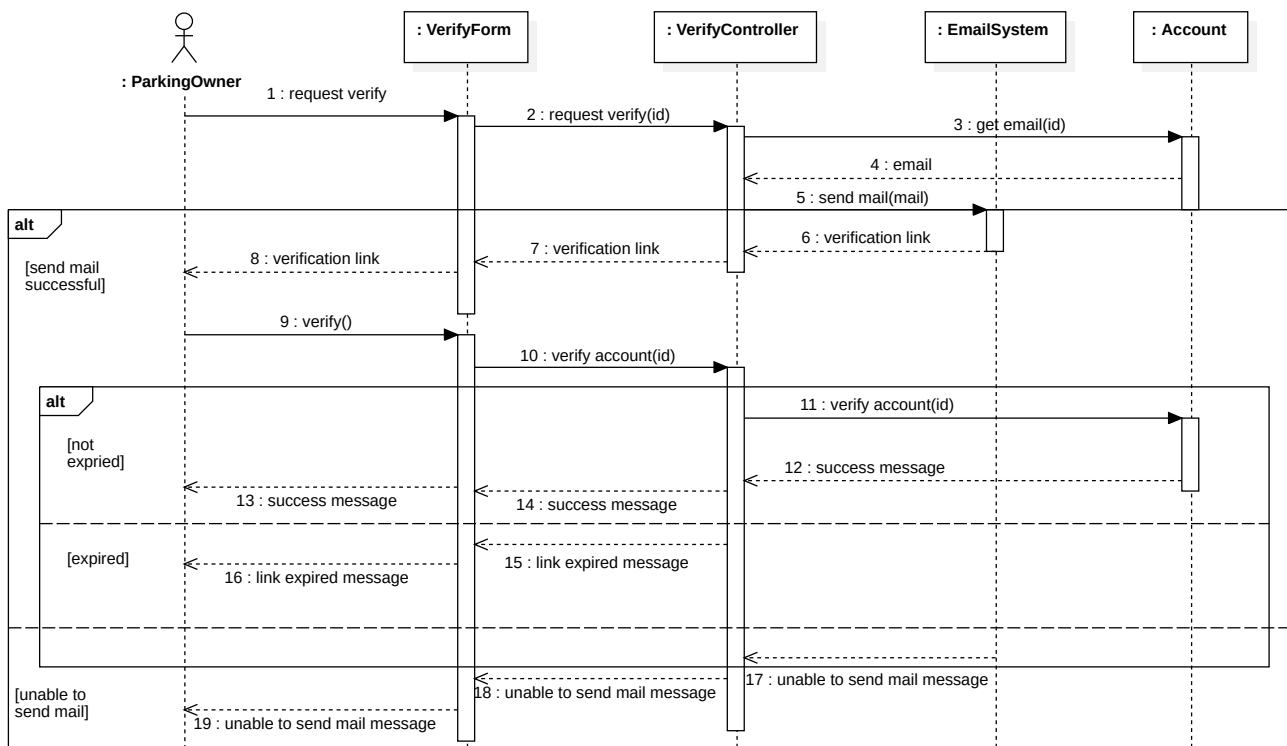 : VerifyForm
: VerifyController
: EmailSystem
: Account
: ParkingOwner
1 : request verify
2 : request verify(id)
3 : get email(id)
4 : email
5 : send mail(mail)
alt
6 : verification link
7 : verification link
8 : verification link
[send mail
successful]
9 : verify()
10 : verify account(id)
alt
11 : verify account(id)
[not
expried]
12 : success message
13 : success message
14 : success message
[expired]
15 : link expired message
16 : link expired message
17 : unable to send mail message
18 : unable to send mail message
[unable to
send mail]
19 : unable to send mail message